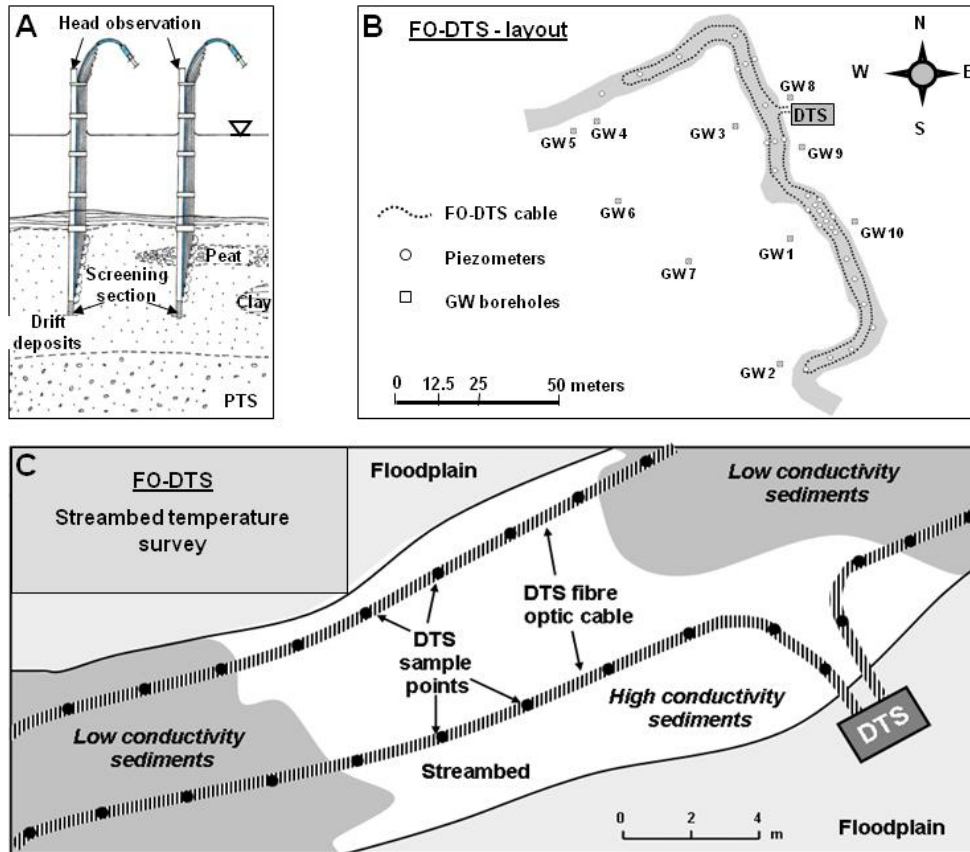 A
Head observation
Peat
Screening
section
Clay
Drift
deposits
PTS
B
FO-DTS - layout
N
W
E
S
GW8
DTS
GW4
GW5
GW3
GW9
GW6
GW10
GW1
GW7
GW2
FO-DTS cable
Piezometers
GW boreholes
0 12.5 25 50 meters
C
FO-DTS
Streambed temperature
survey
Floodplain
Low conductivity
sediments
DTS fibre
optic cable
DTS
sample
points
High conductivity
sediments
Low conductivity
sediments
Streambed
DTS
0 2 4
m
Floodplain